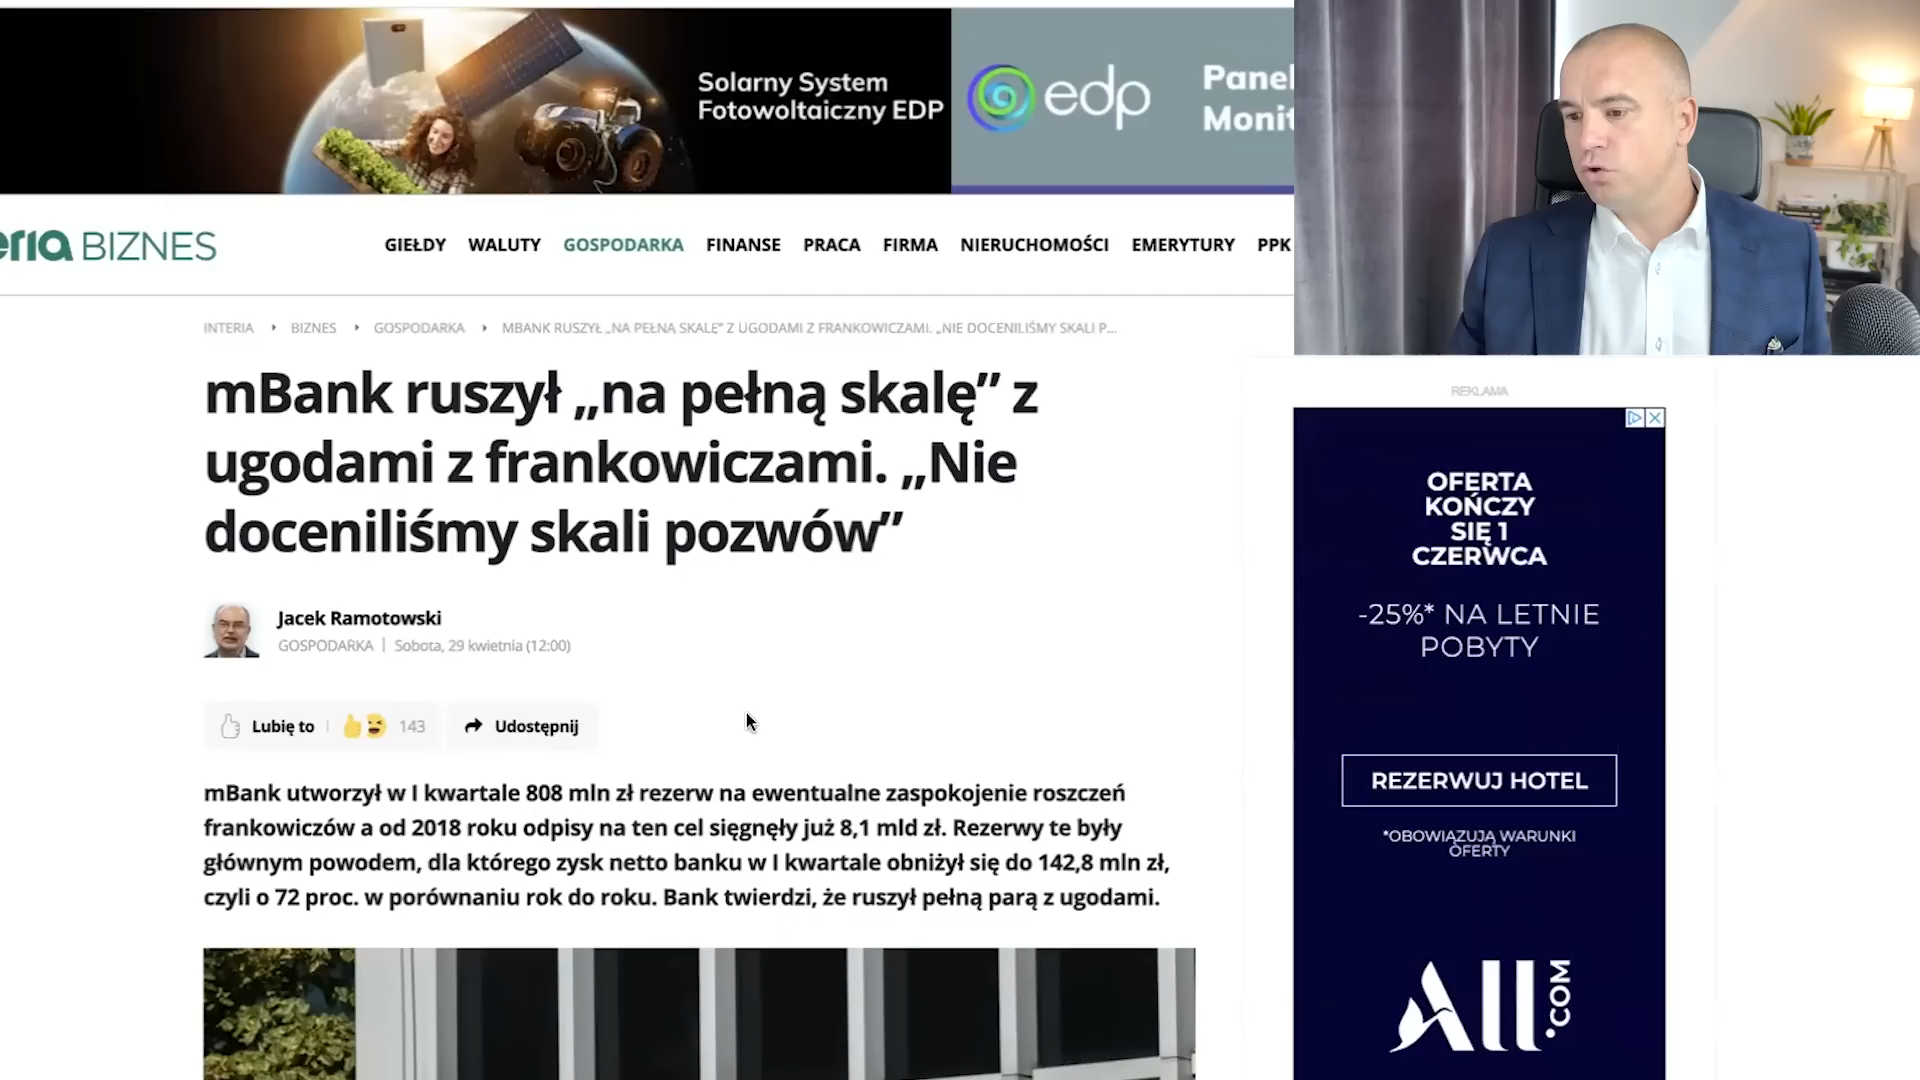 Solarny System
Fotowoltaiczny EDP
edp
Panel
Monit
eria BIZNES
GIEŁDY WALUTY GOSPODARKA FINANSE PRACA FIRMA NIERUCHOMOŚCI EMERYTURY PPK
INTERIA BIZNES GOSPODARKA MBANK RUSZYŁ „NA PEŁNĄ SKALĘ” Z UGODAMI Z FRANKOWICZAMI. „NIE DOCENILIŚMY SKALI P...
mBank ruszył „na pełną skalę” z
ugodami z frankowiczami. „Nie
doceniliśmy skali pozwów”
Jacek Ramotowski
GOSPODARKA | Sobota, 29 kwietnia (12:00)
Lubię to 143 Udostępnij
mBank utworzył w I kwartale 808 mln zł rezerw na ewentualne zaspokojenie roszczeń
frankowiczów a od 2018 roku odpisy na ten cel sięgnęły już 8,1 mld zł. Rezerwy te były
głównym powodem, dla którego zysk netto banku w I kwartale obniżył się do 142,8 mln zł,
czyli o 72 proc. w porównaniu rok do roku. Bank twierdzi, że ruszył pełną parą z ugodami.
REKLAMA
OFERTA
KOŃCZY
SIĘ 1
CZERWCA
-25%* NA LETNIE
POBYTY
REZERWUJ HOTEL
*OBOWIĄZUJĄ WARUNKI
OFERTY
ALL.COM